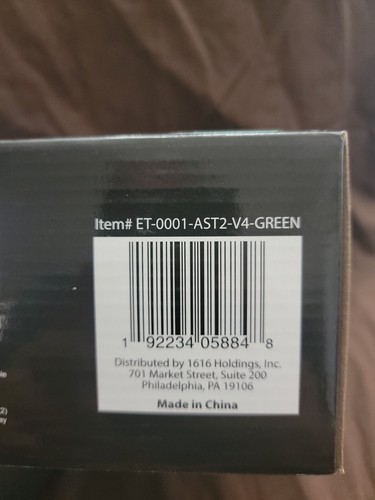 Item# ET-0001-AST2-V4-GREEN
1 92234 05884 8
Distributed by 1616 Holdings, Inc.
701 Market Street, Suite 200
Philadelphia, PA 19106
Made in China